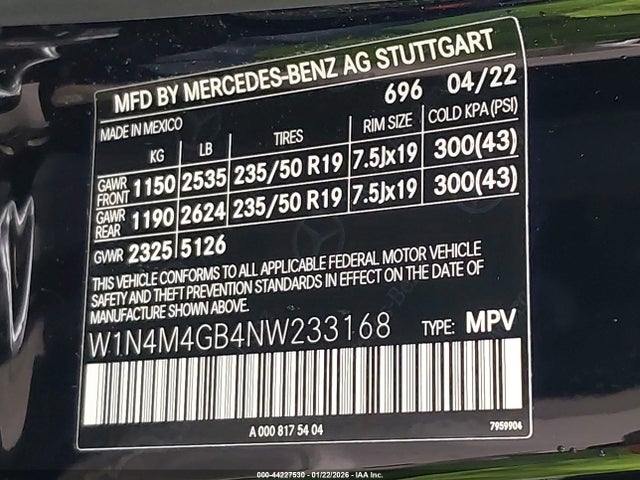 MFD BY MERCEDES-BENZ AG STUTTGART
696 04/22
MADE IN MEXICO
KG LB TIRES RIM SIZE COLD KPA (PSI)
GAWR FRONT 1150 2535 235/50 R19 7.5Jx19 300(43)
GAWR REAR 1190 2624 235/50 R19 7.5Jx19 300(43)
GVWR 2325 5126
THIS VEHICLE CONFORMS TO ALL APPLICABLE FEDERAL MOTOR VEHICLE
SAFETY AND THEFT PREVENTION STANDARDS IN EFFECT ON THE DATE OF
MANUFACTURE SHOWN ABOVE.
W1N4M4GB4NW233168 TYPE: MPV
A 000 817 54 04 7959904
000-44227530 - 01/22/2026 - IAA Inc.